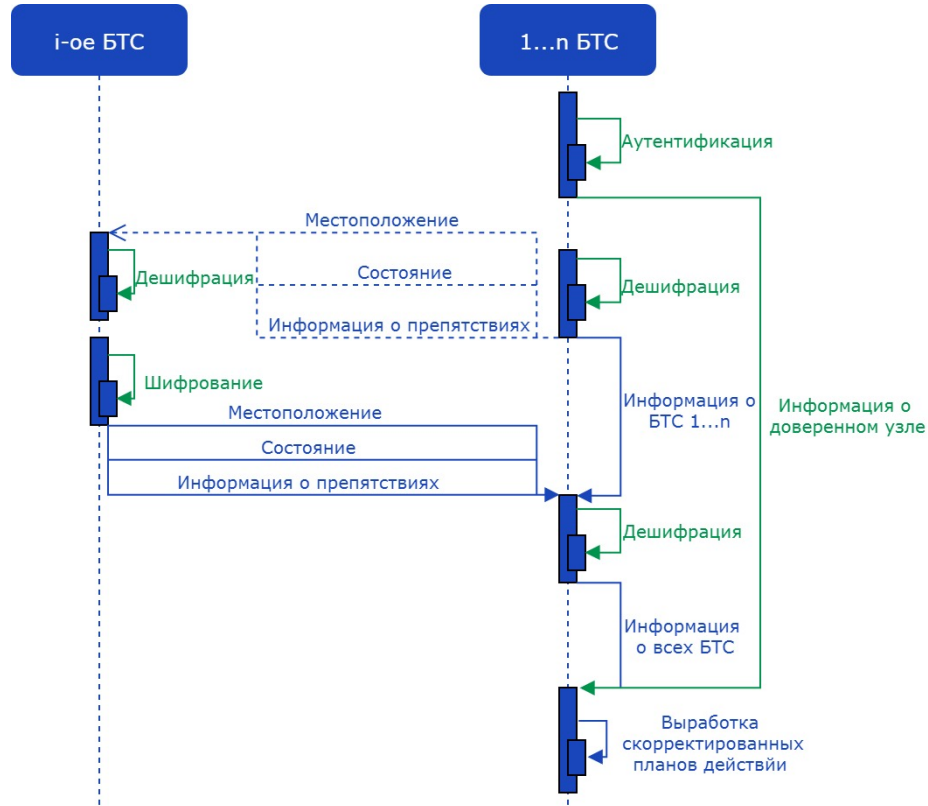 i-ое БТС
1...n БТС
Аутентификация
Местоположение
Дешифрация
Состояние
Дешифрация
Информация о препятствиях
Шифрование
Информация о
БТС 1...n
Информация о
доверенном узле
Местоположение
Состояние
Информация о препятствиях
Дешифрация
Информация
о всех БТС
Выработка
скорректированных
планов действйи